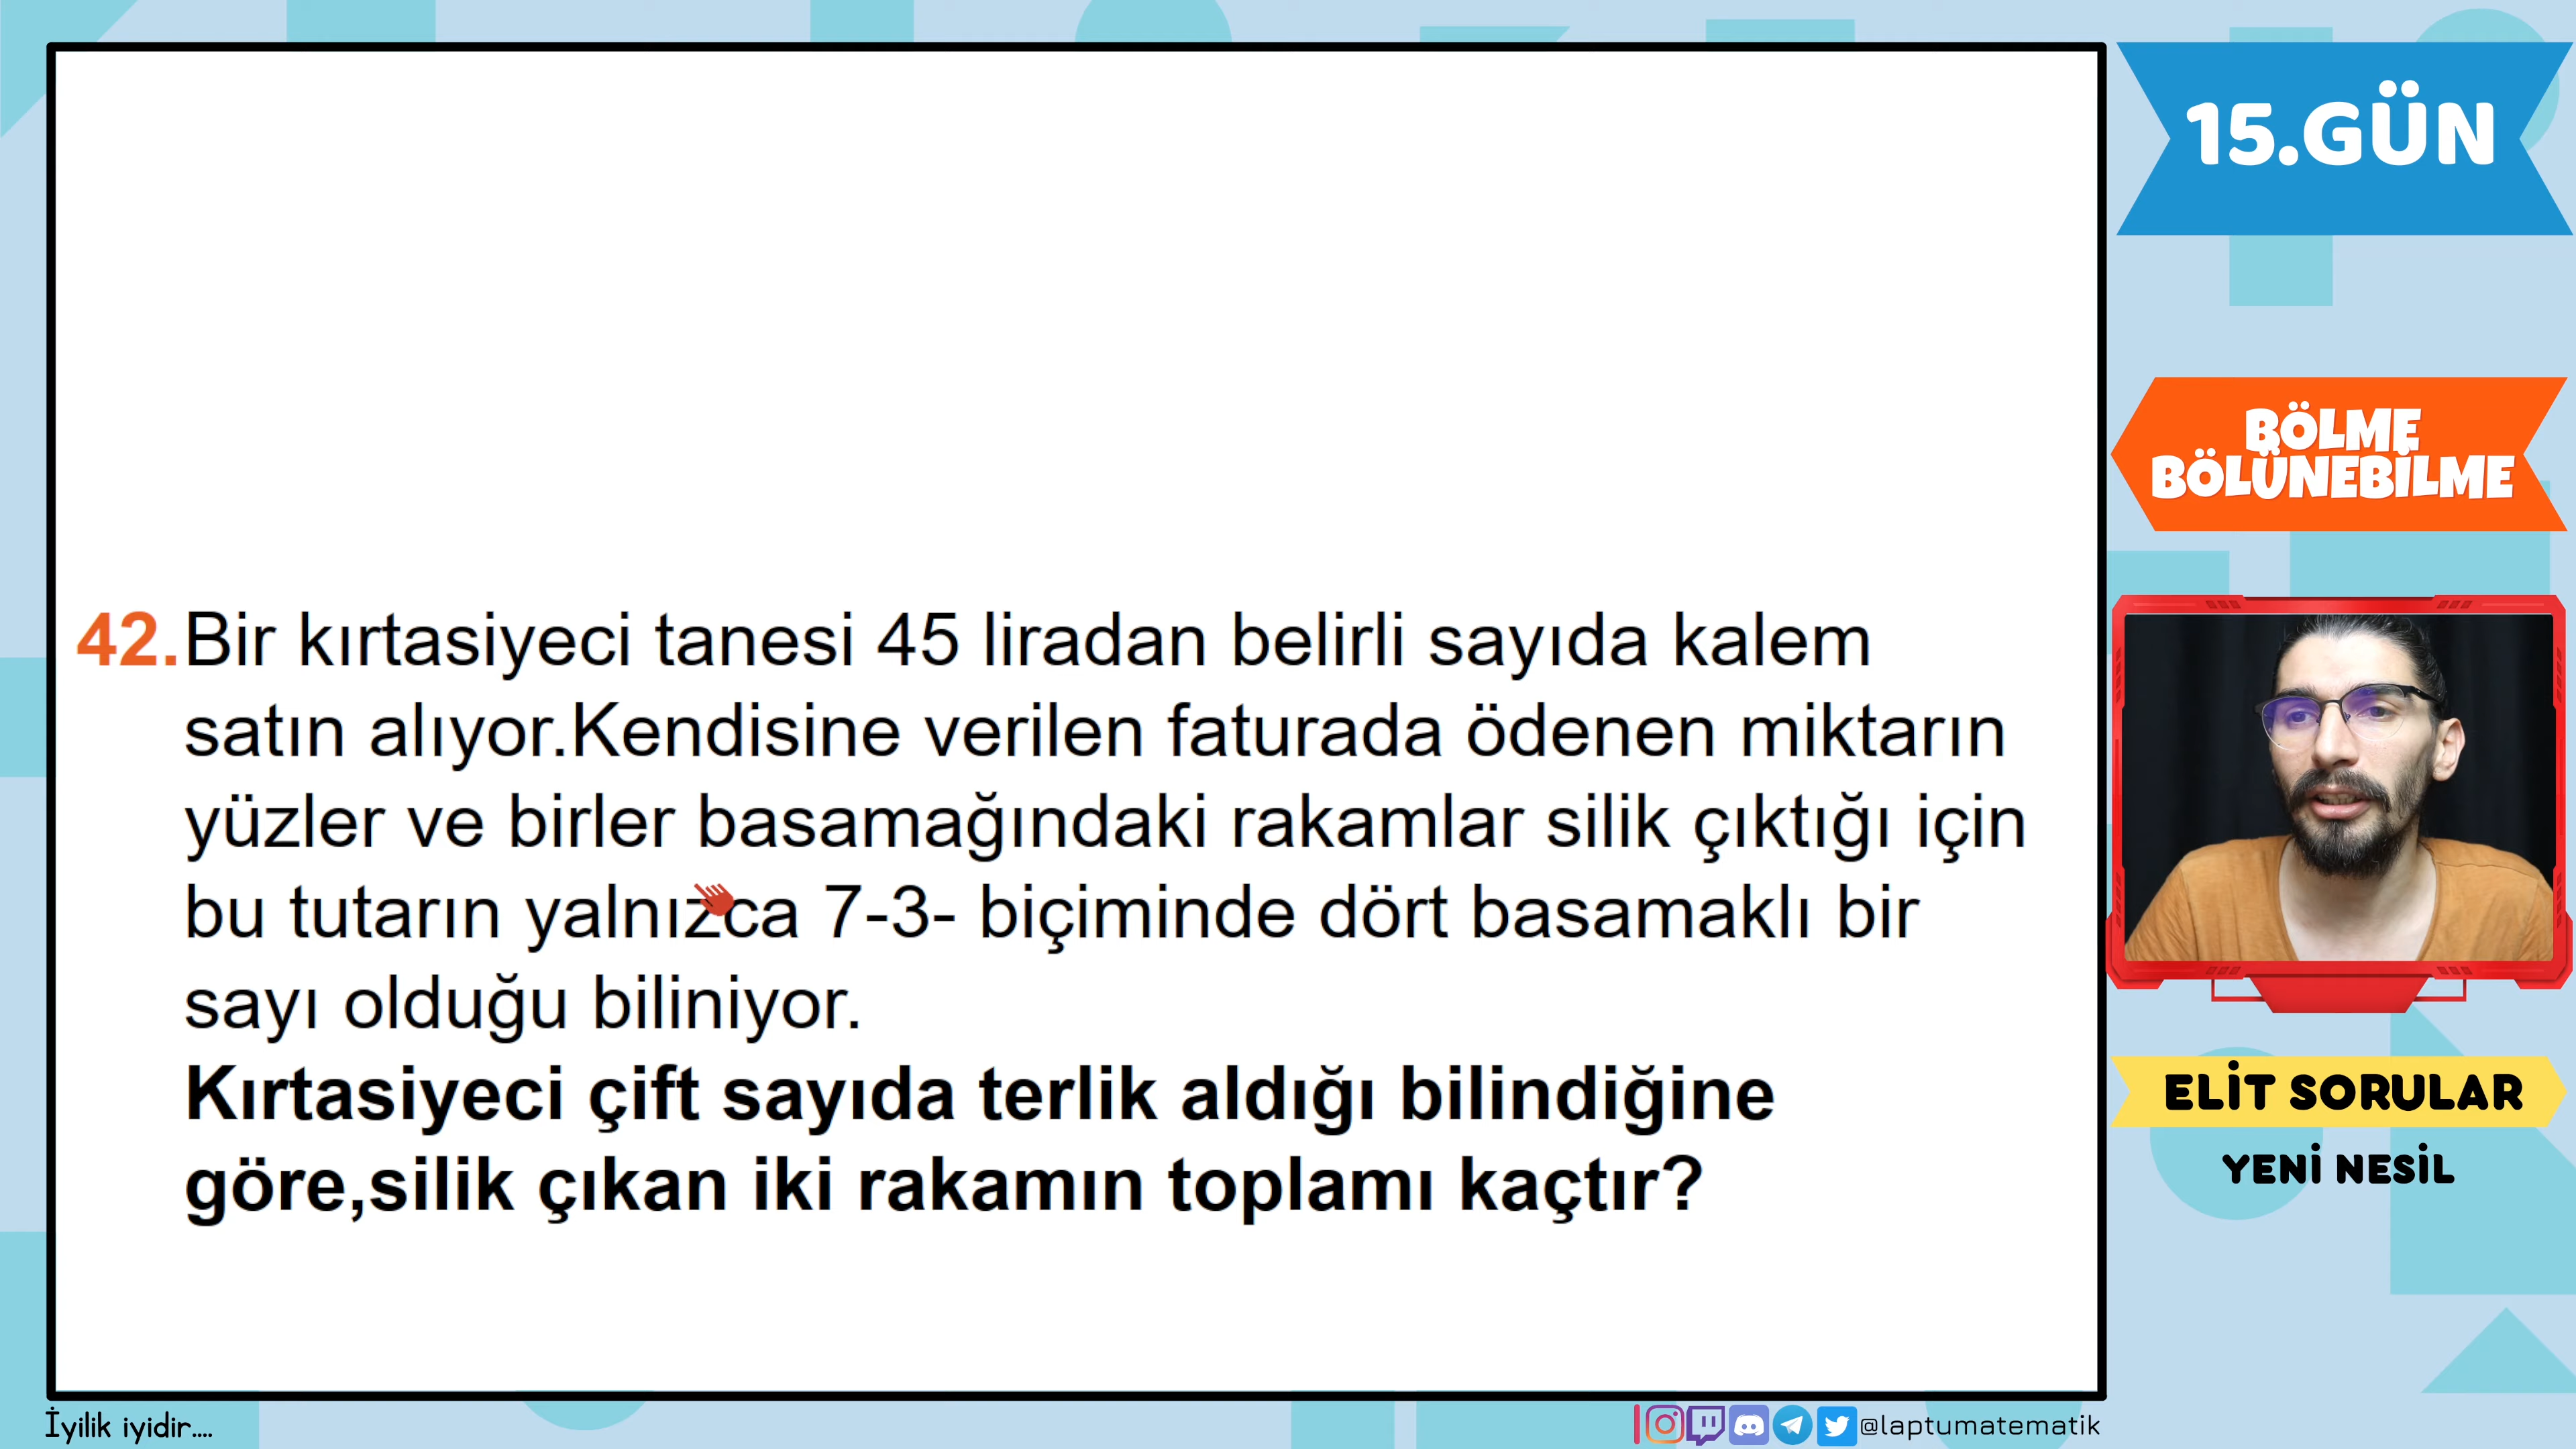 15.GÜN
BÖLME
BÖLÜNEBİLME
42.Bir kırtasiyeci tanesi 45 liradan belirli sayıda kalem
satın alıyor.Kendisine verilen faturada ödenen miktarın
yüzler ve birler basamağındaki rakamlar silik çıktığı için
bu tutarın yalnızca 7-3- biçiminde dört basamaklı bir
sayı olduğu biliniyor.
Kırtasiyeci çift sayıda terlik aldığı bilindiğine
göre,silik çıkan iki rakamın toplamı kaçtır?
ELİT SORULAR
YENİ NESİL
İyilik iyidir....
@laptumatematik